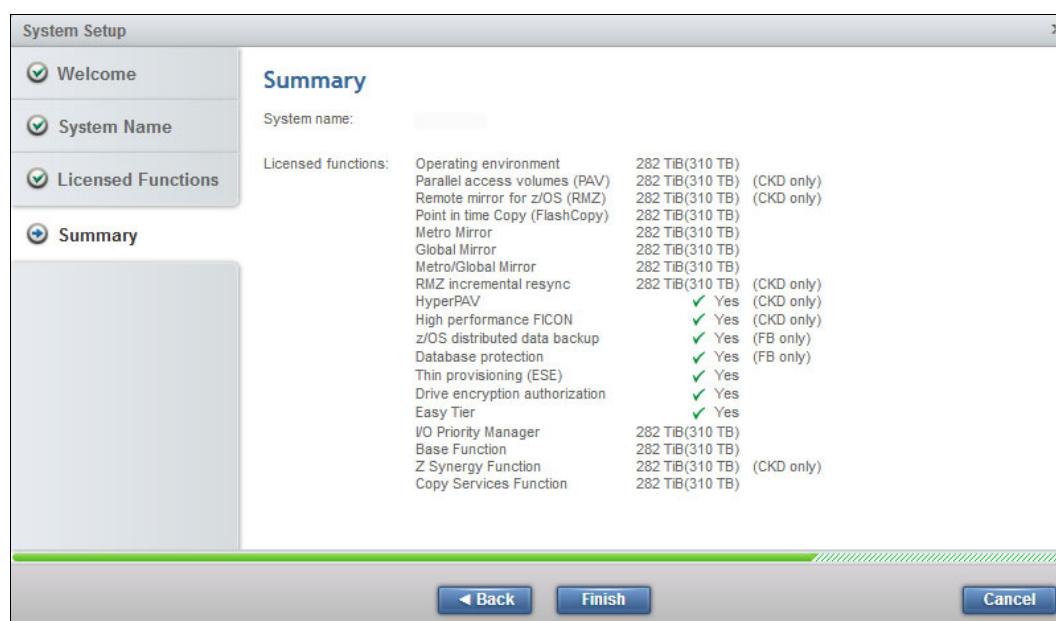 System Setup
Welcome
System Name
Licensed Functions
Summary
Summary
System name:
Licensed functions:
Operating environment 282 TiB(310 TB)
Parallel access volumes (PAV) 282 TiB(310 TB) (CKD only)
Remote mirror for z/OS (RMZ) 282 TiB(310 TB) (CKD only)
Point in time Copy (FlashCopy) 282 TiB(310 TB)
Metro Mirror 282 TiB(310 TB)
Global Mirror 282 TiB(310 TB)
Metro/Global Mirror 282 TiB(310 TB)
RMZ incremental resync 282 TiB(310 TB) (CKD only)
HyperPAV ✓ Yes (CKD only)
High performance FICON ✓ Yes (CKD only)
z/OS distributed data backup ✓ Yes (FB only)
Database protection ✓ Yes (FB only)
Thin provisioning (ESE) ✓ Yes
Drive encryption authorization ✓ Yes
Easy Tier ✓ Yes
I/O Priority Manager 282 TiB(310 TB)
Base Function 282 TiB(310 TB)
Z Synergy Function 282 TiB(310 TB) (CKD only)
Copy Services Function 282 TiB(310 TB)
◄ Back
Finish
Cancel